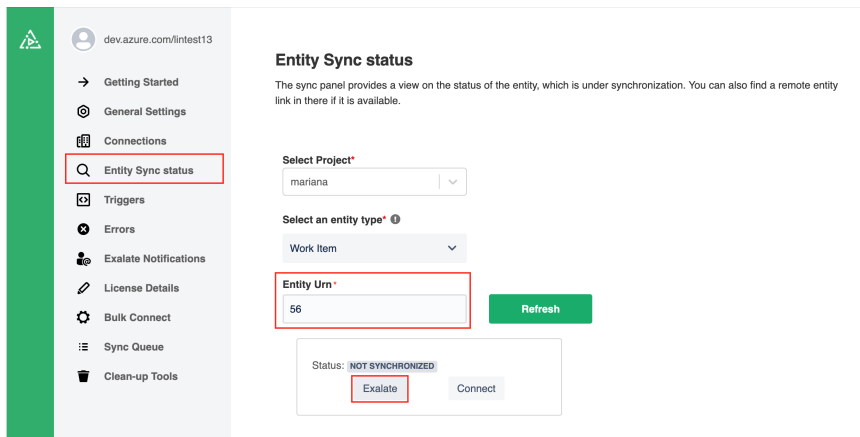 dev.azure.com/lintest13
Getting Started
General Settings
Connections
Entity Sync status
Triggers
Errors
Exalate Notifications
License Details
Bulk Connect
Sync Queue
Clean-up Tools
Entity Sync status
The sync panel provides a view on the status of the entity, which is under synchronization. You can also find a remote entity
link in there if it is available.
Select Project*
mariana
Select an entity type*
Work Item
Entity Urn*
56
Refresh
Status: NOT SYNCHRONIZED
Exalate Connect